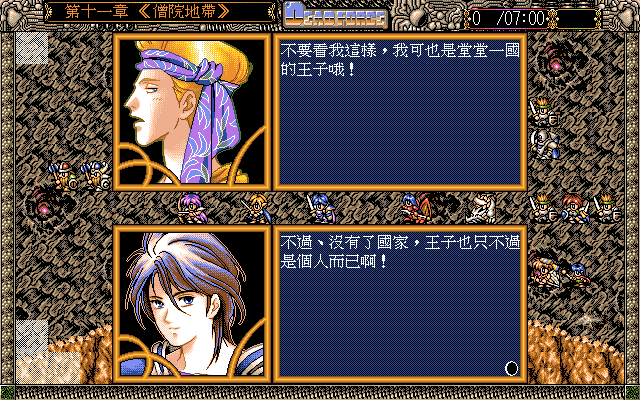 第十一章 《僧院地帶》
DEADFORCE
0 /07:00
不要看我這樣，我可也是堂堂一國
的王子哦！
不過、沒有了國家，王子也只不過
是個人而已啊！